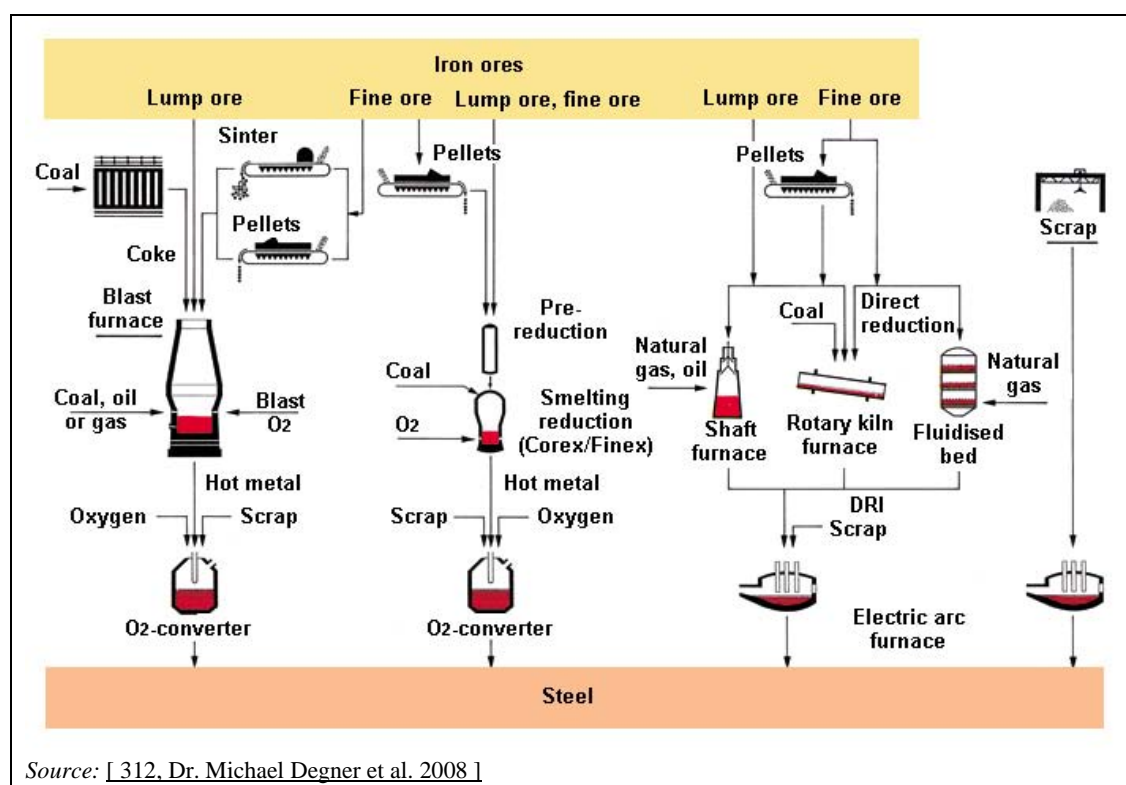 Iron ores
Lump ore
Fine ore
Lump ore, fine ore
Lump ore
Fine ore
Sinter
Coal
Pellets
Pellets
Scrap
Pellets
Coke
Blast
furnace
Pre-
reduction
Coal
Direct
reduction
Natural
gas, oil
Natural
gas
Coal
Coal, oil
or gas
Blast
O2
O2
Smelting
reduction
(Corex/Finex)
Shaft
furnace
Rotary kiln
furnace
Fluidised
bed
Hot metal
Hot metal
DRI
Oxygen
Scrap
Scrap
Oxygen
Scrap
O2-converter
O2-converter
Electric arc
furnace
Steel
Source: [ 312, Dr. Michael Degner et al. 2008 ]